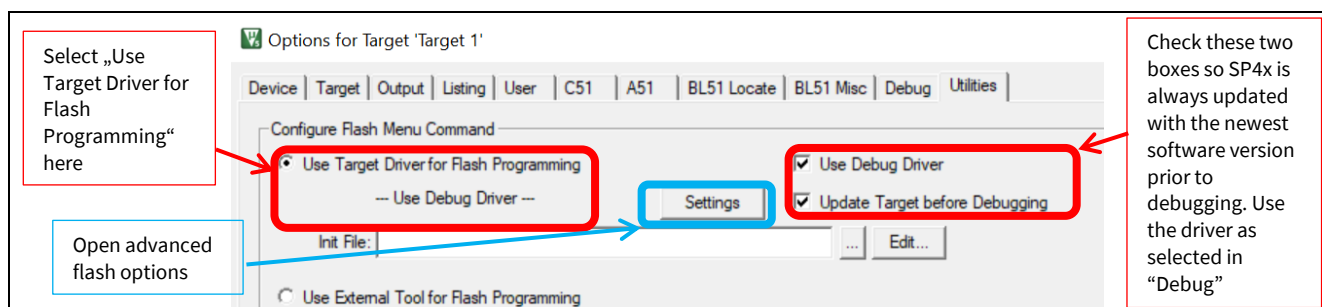 Select „Use
Target Driver for
Flash
Programming“
here
Open advanced
flash options
Options for Target 'Target 1'
Device Target Output Listing User C51 A51 BL51 Locate BL51 Misc Debug Utilities
Configure Flash Menu Command
Use Target Driver for Flash Programming
Use Debug Driver
--- Use Debug Driver ---
Settings
Update Target before Debugging
Init File:
...
Edit...
Use External Tool for Flash Programming
Check these two
boxes so SP4x is
always updated
with the newest
software version
prior to
debugging. Use
the driver as
selected in
“Debug”